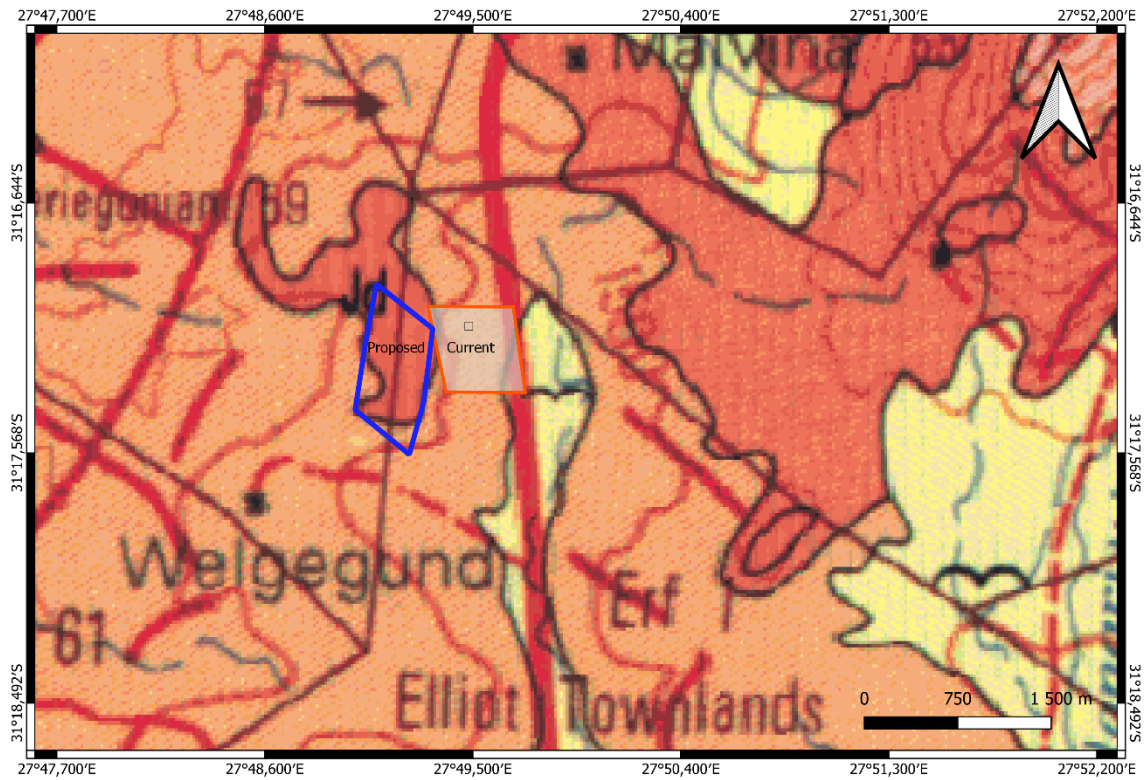 27°47,700'E 27°48,600'E 27°49,500'E 27°50,400'E 27°51,300'E 27°52,200'E
Malvina
31°16,644'S 31°16,644'S
59
Jd
Proposed Current
31°17,568'S 31°17,568'S
Welgegund
Erf 1
61
31°18,492'S 31°18,492'S
Elliot Townlands
0 750 1 500 m
27°47,700'E 27°48,600'E 27°49,500'E 27°50,400'E 27°51,300'E 27°52,200'E